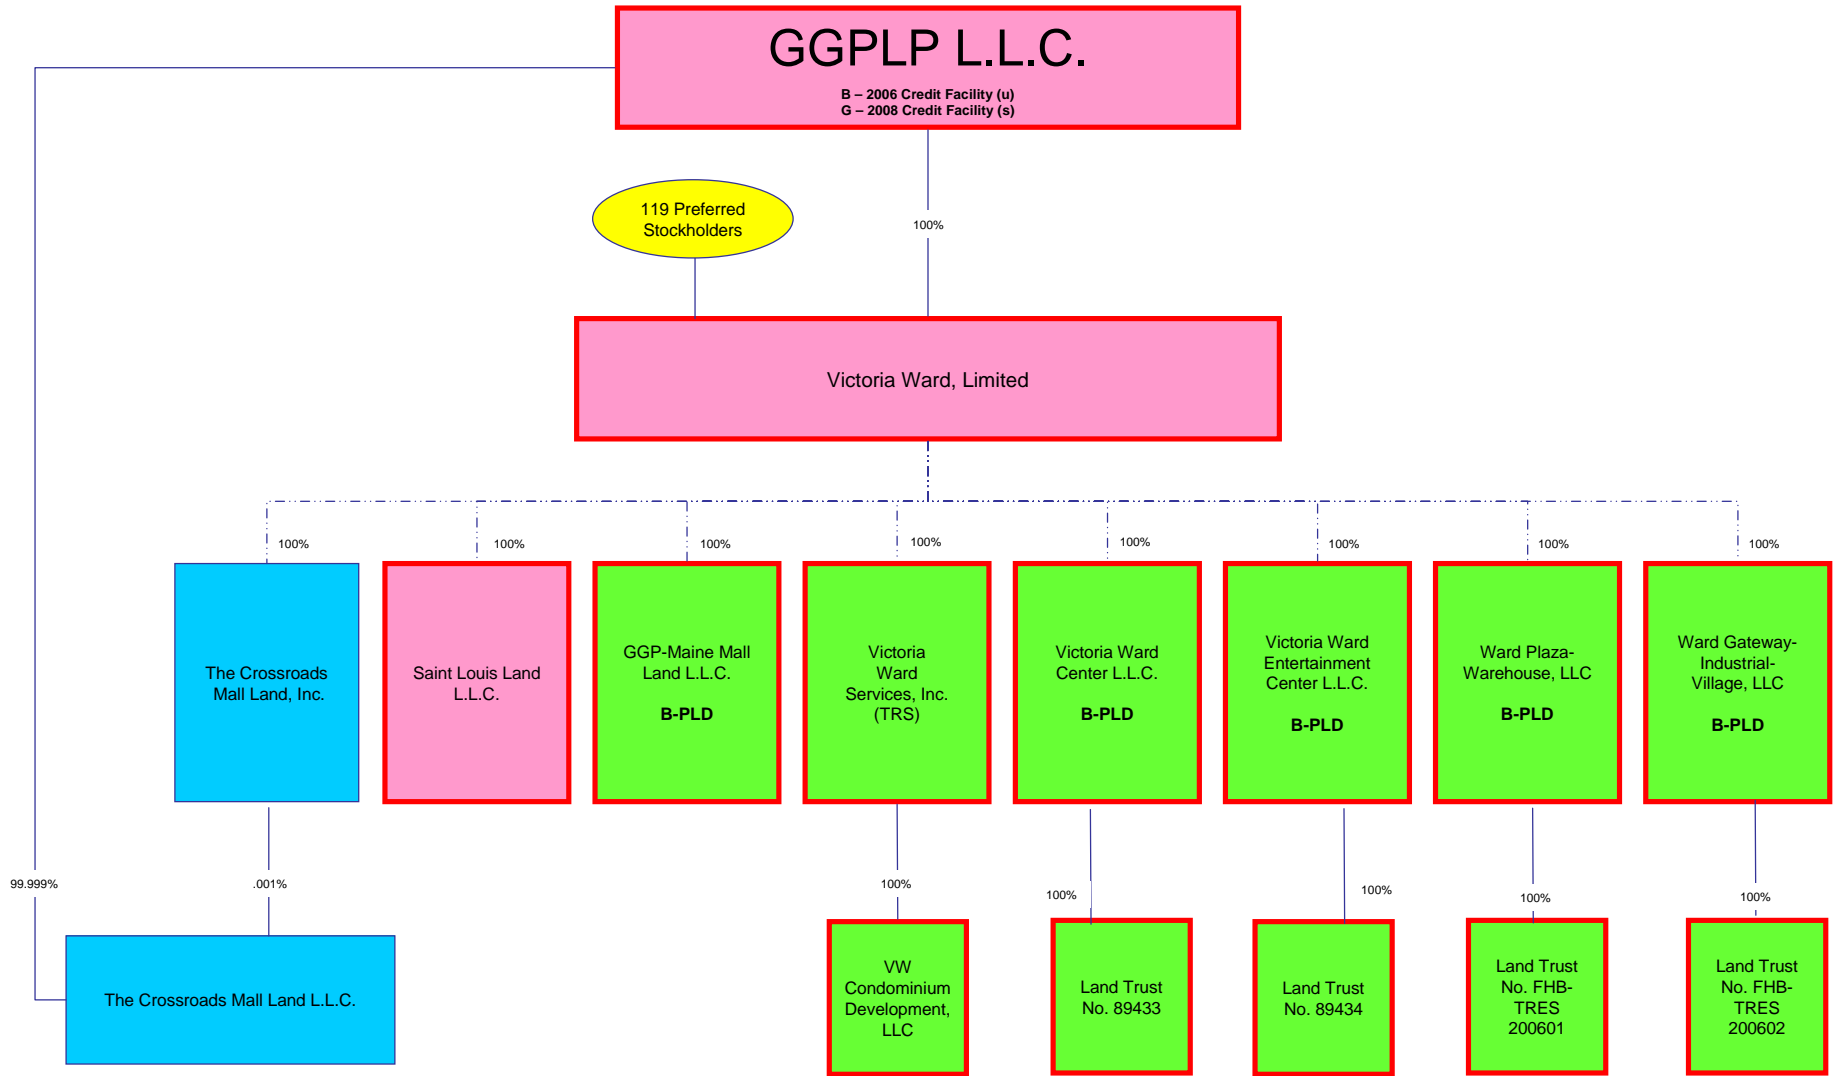 GGPLP L.L.C.
B – 2006 Credit Facility (u)
G – 2008 Credit Facility (s)
119 Preferred
Stockholders
100%
Victoria Ward, Limited
100%
100%
100%
100%
100%
100%
100%
100%
The Crossroads
Mall Land, Inc.
Saint Louis Land
L.L.C.
GGP-Maine Mall
Land L.L.C.
B-PLD
Victoria
Ward
Services, Inc.
(TRS)
Victoria Ward
Center L.L.C.
B-PLD
Victoria Ward
Entertainment
Center L.L.C.
B-PLD
Ward Plaza-
Warehouse, LLC
B-PLD
Ward Gateway-
Industrial-
Village, LLC
B-PLD
99.999%
.001%
100%
100%
100%
100%
100%
The Crossroads Mall Land L.L.C.
VW
Condominium
Development,
LLC
Land Trust
No. 89433
Land Trust
No. 89434
Land Trust
No. FHB-
TRES
200601
Land Trust
No. FHB-
TRES
200602